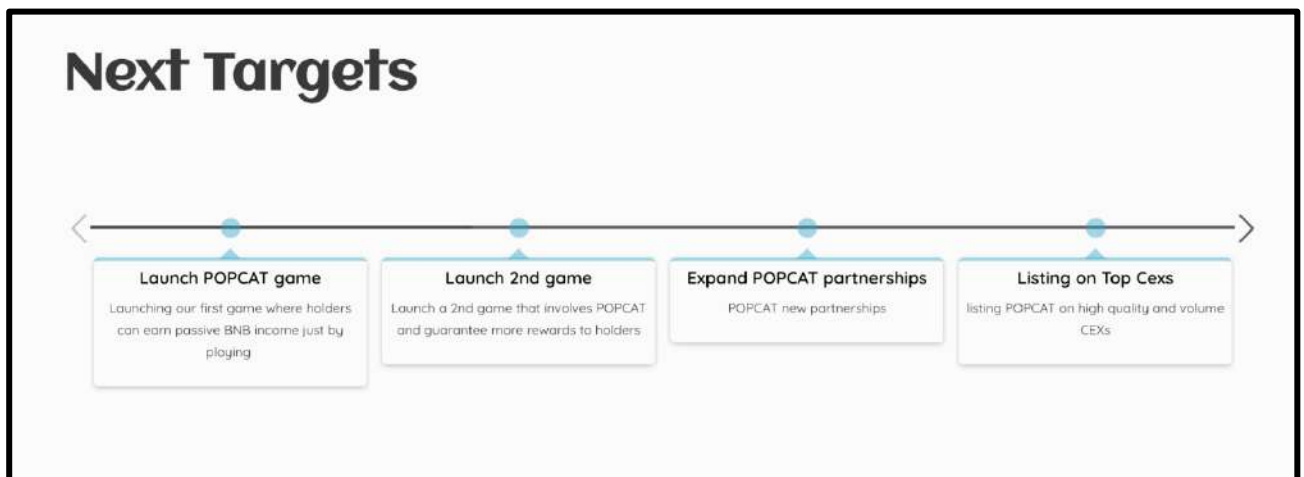 Next Targets
Launch POPCAT game
Launching our first game where holders
can earn passive BNB income just by
playing
Launch 2nd game
Launch a 2nd game that involves POPCAT
and guarantee more rewards to holders
Expand POPCAT partnerships
POPCAT new partnerships
Listing on Top Cexs
listing POPCAT on high quality and volume
CEXs